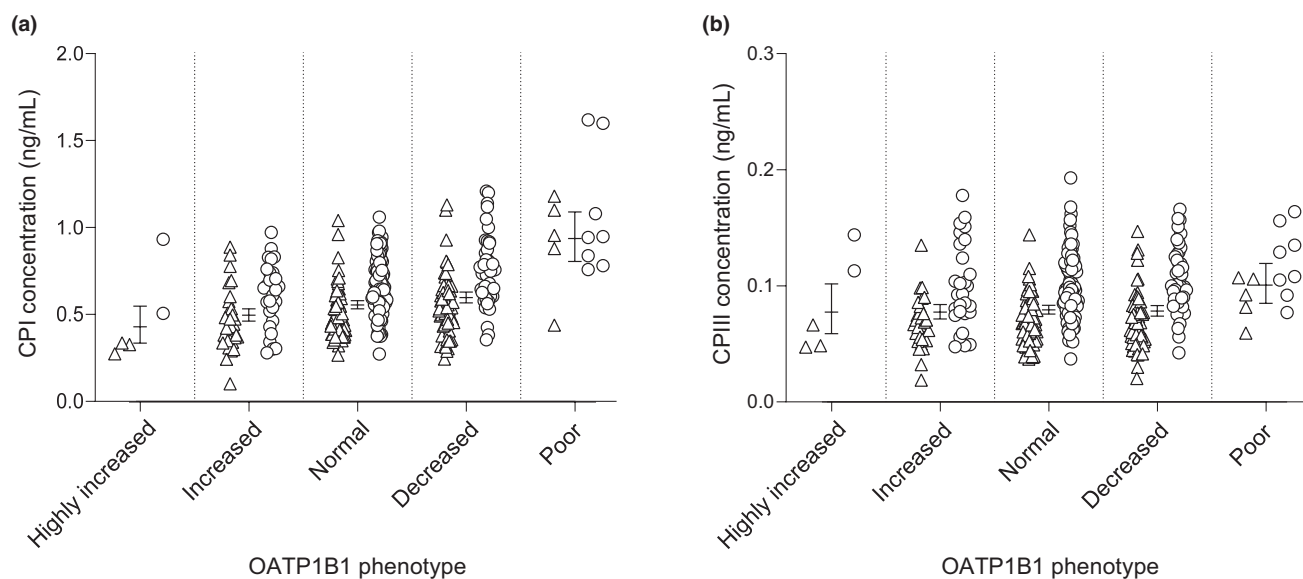 (a)
2.0
1.5
1.0
0.5
0.0
CPI concentration (ng/mL)
Highly increased
Increased
Normal
Decreased
Poor
OATP1B1 phenotype
(b)
0.3
0.2
0.1
0.0
CPIII concentration (ng/mL)
Highly increased
Increased
Normal
Decreased
Poor
OATP1B1 phenotype